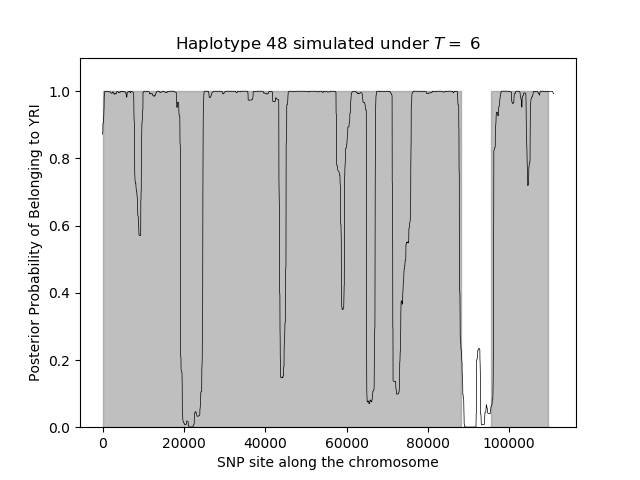 Haplotype 48 simulated under T = 6
Posterior Probability of Belonging to YRI
1.0
0.8
0.6
0.4
0.2
0.0
0 20000 40000 60000 80000 100000
SNP site along the chromosome